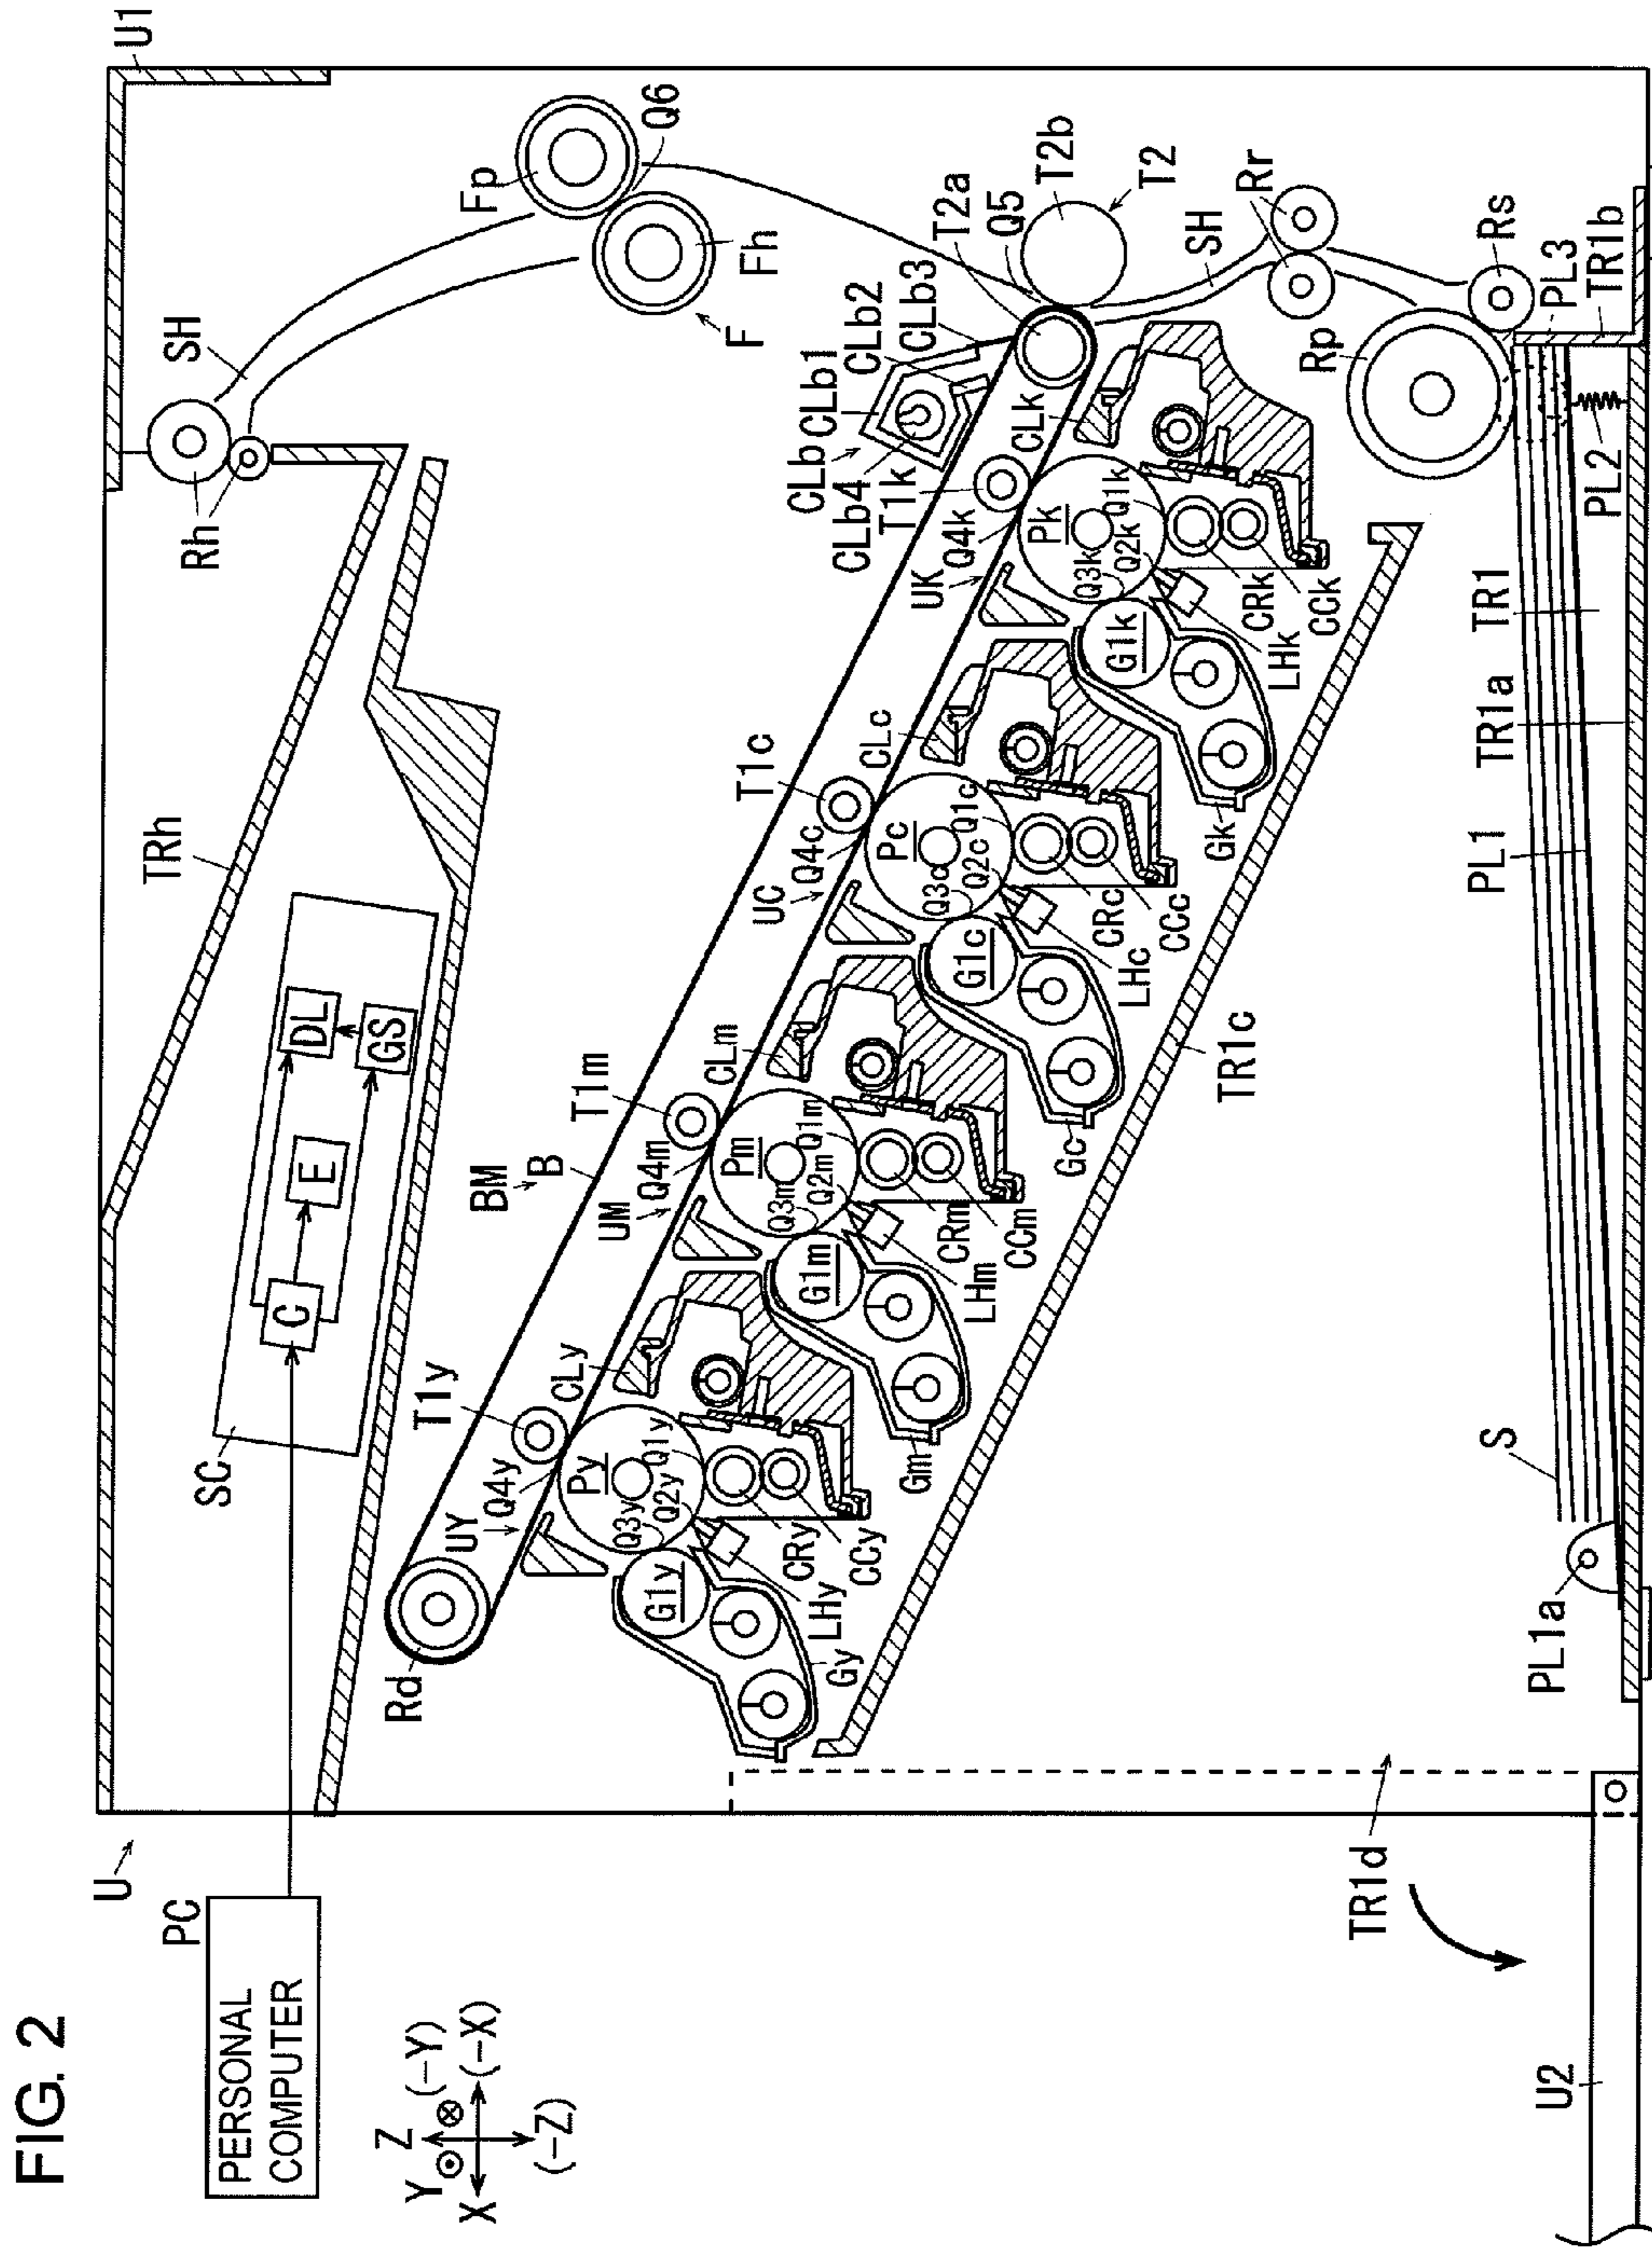 FIG. 2
PC
PERSONAL
COMPUTER
U
U1
Y
Z
(-Y)
X
(-X)
(-Z)
TRh
Rh
SH
Fp
Q6
Fh
F
SC
C
E
DL
GS
BM
B
Rd
UY
Q4y
T1y
CLy
UM
Q4m
T1m
CLm
UC
Q4c
T1c
CLc
UK
Q4k
T1k
CLk
CLb
CLb1
CLb2
CLb3
CLb4
T2a
Q5
T2b
T2
SH
Rr
Rs
Rp
Py
Q1y
Q2y
Q3y
G1y
Gy
LHy
CRy
CCy
Pm
Q1m
Q2m
Q3m
G1m
Gm
LHm
CRm
CCm
Pc
Q1c
Q2c
Q3c
G1c
Gc
LHc
CRc
CCc
Pk
Q1k
Q2k
Q3k
G1k
Gk
LHk
CRk
CCk
TR1c
TR1d
U2
PL1a
S
PL1
TR1a
TR1
PL2
PL3
TR1b